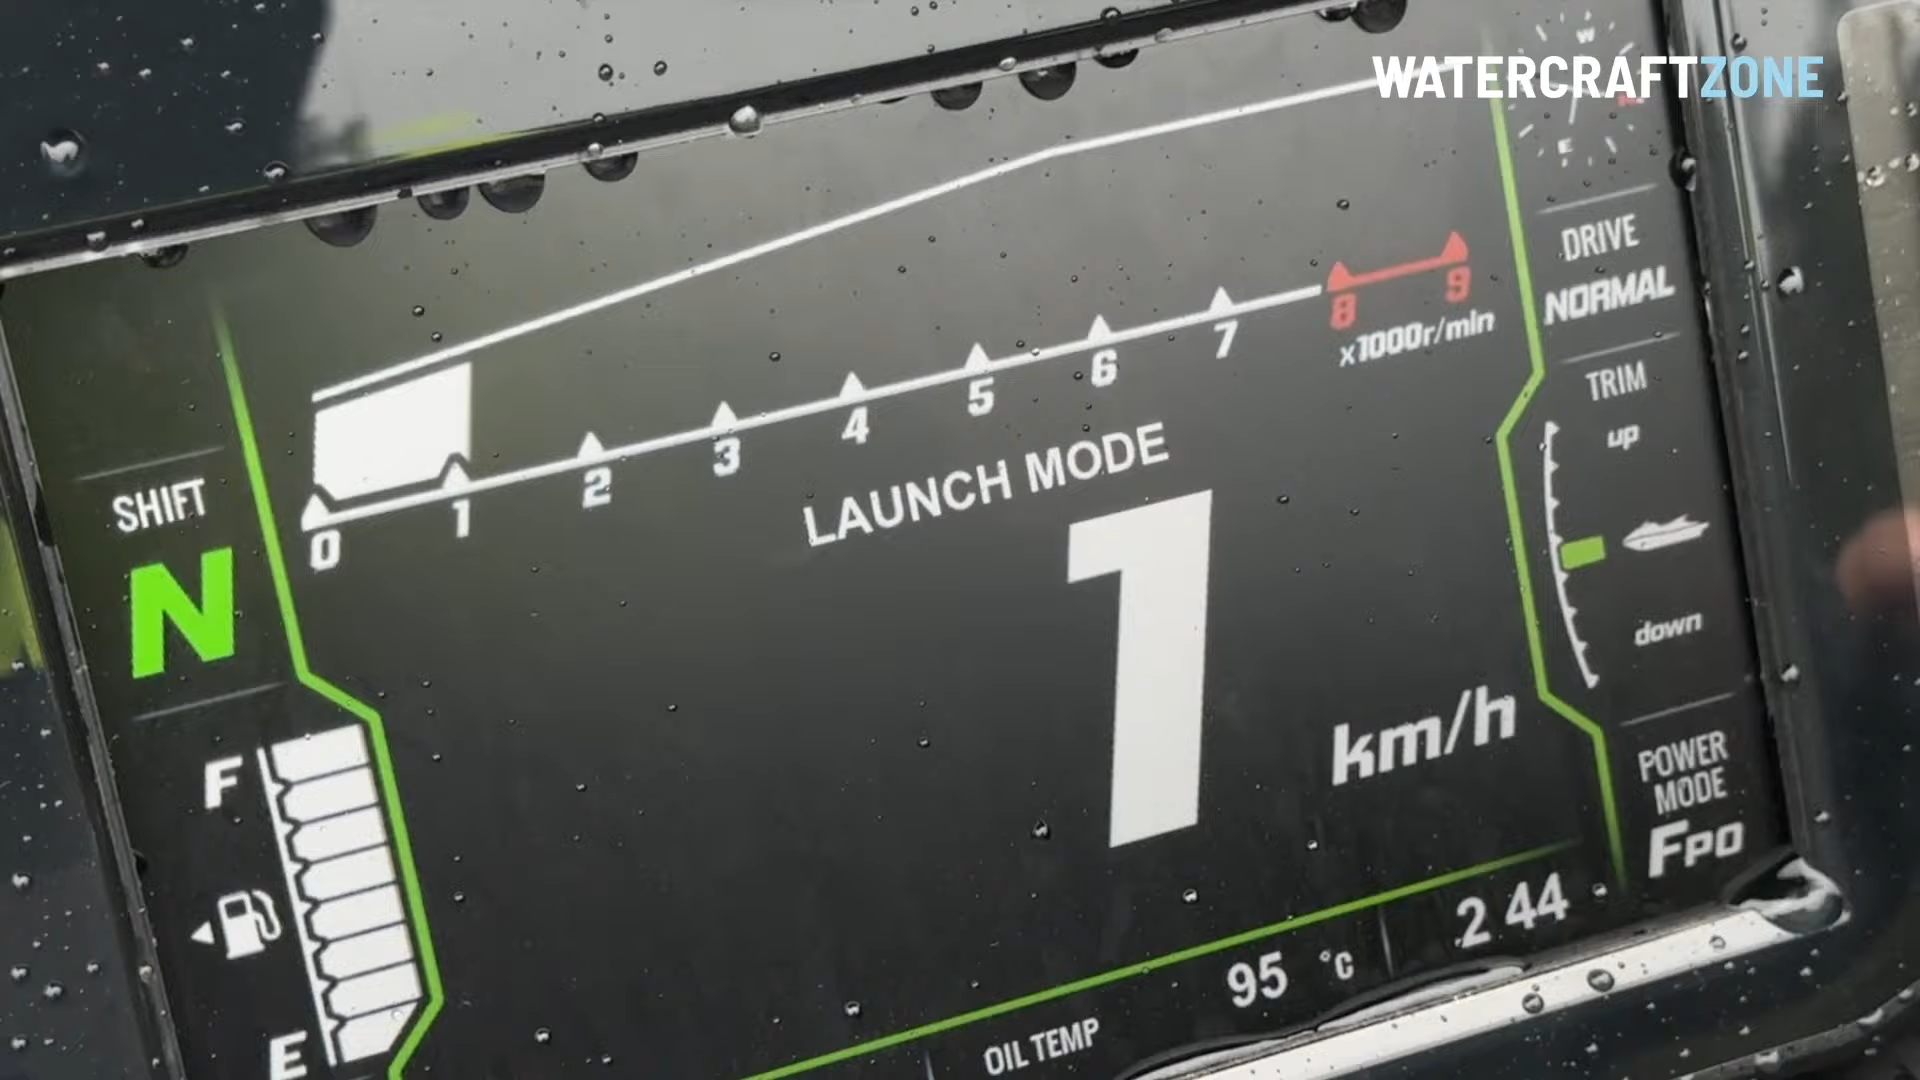 WATERCRAFTZONE
W
E
DRIVE
NORMAL
8 9
x1000r/min
0 1 2 3 4 5 6 7
TRIM
up
down
LAUNCH MODE
SHIFT
N
1
km/h
F
E
POWER
MODE
FPO
2 44
95 °C
OIL TEMP